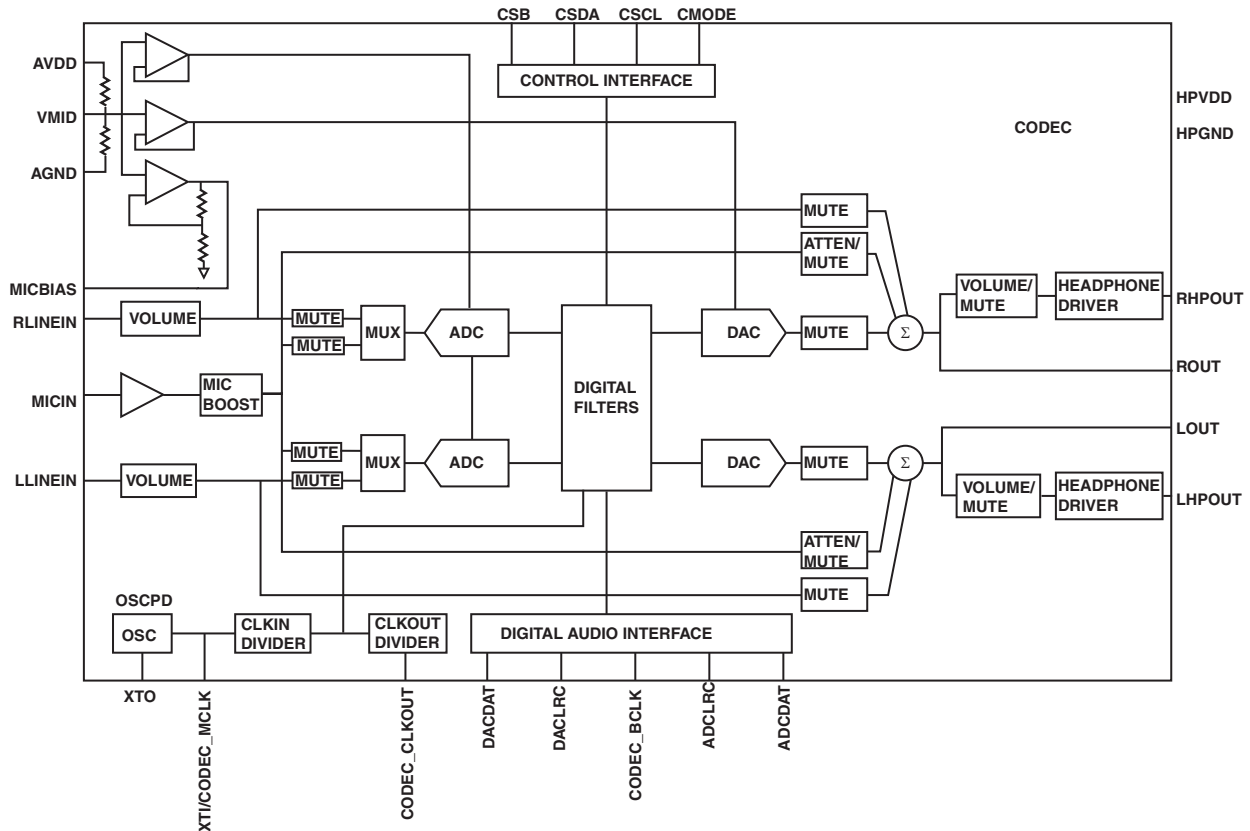 CSB CSDA CSCL CMODE
AVDD
CONTROL INTERFACE
HPVDD
VMID
CODEC
HPGND
AGND
MUTE
ATTEN/
MUTE
MICBIAS
VOLUME/
MUTE
HEADPHONE
DRIVER
RHPOUT
RLINEIN
VOLUME
MUTE
MUTE
MUX
ADC
DAC
MUTE
Σ
ROUT
MICIN
MIC
BOOST
DIGITAL
FILTERS
LOUT
MUTE
MUTE
MUX
ADC
DAC
MUTE
Σ
LLINEIN
VOLUME
VOLUME/
MUTE
HEADPHONE
DRIVER
LHPOUT
ATTEN/
MUTE
MUTE
OSCPD
OSC
CLKIN
DIVIDER
CLKOUT
DIVIDER
DIGITAL AUDIO INTERFACE
XTO
XTI/CODEC_MCLK
CODEC_CLKOUT
DACDAT
DACLRC
CODEC_BCLK
ADCLRC
ADCDAT